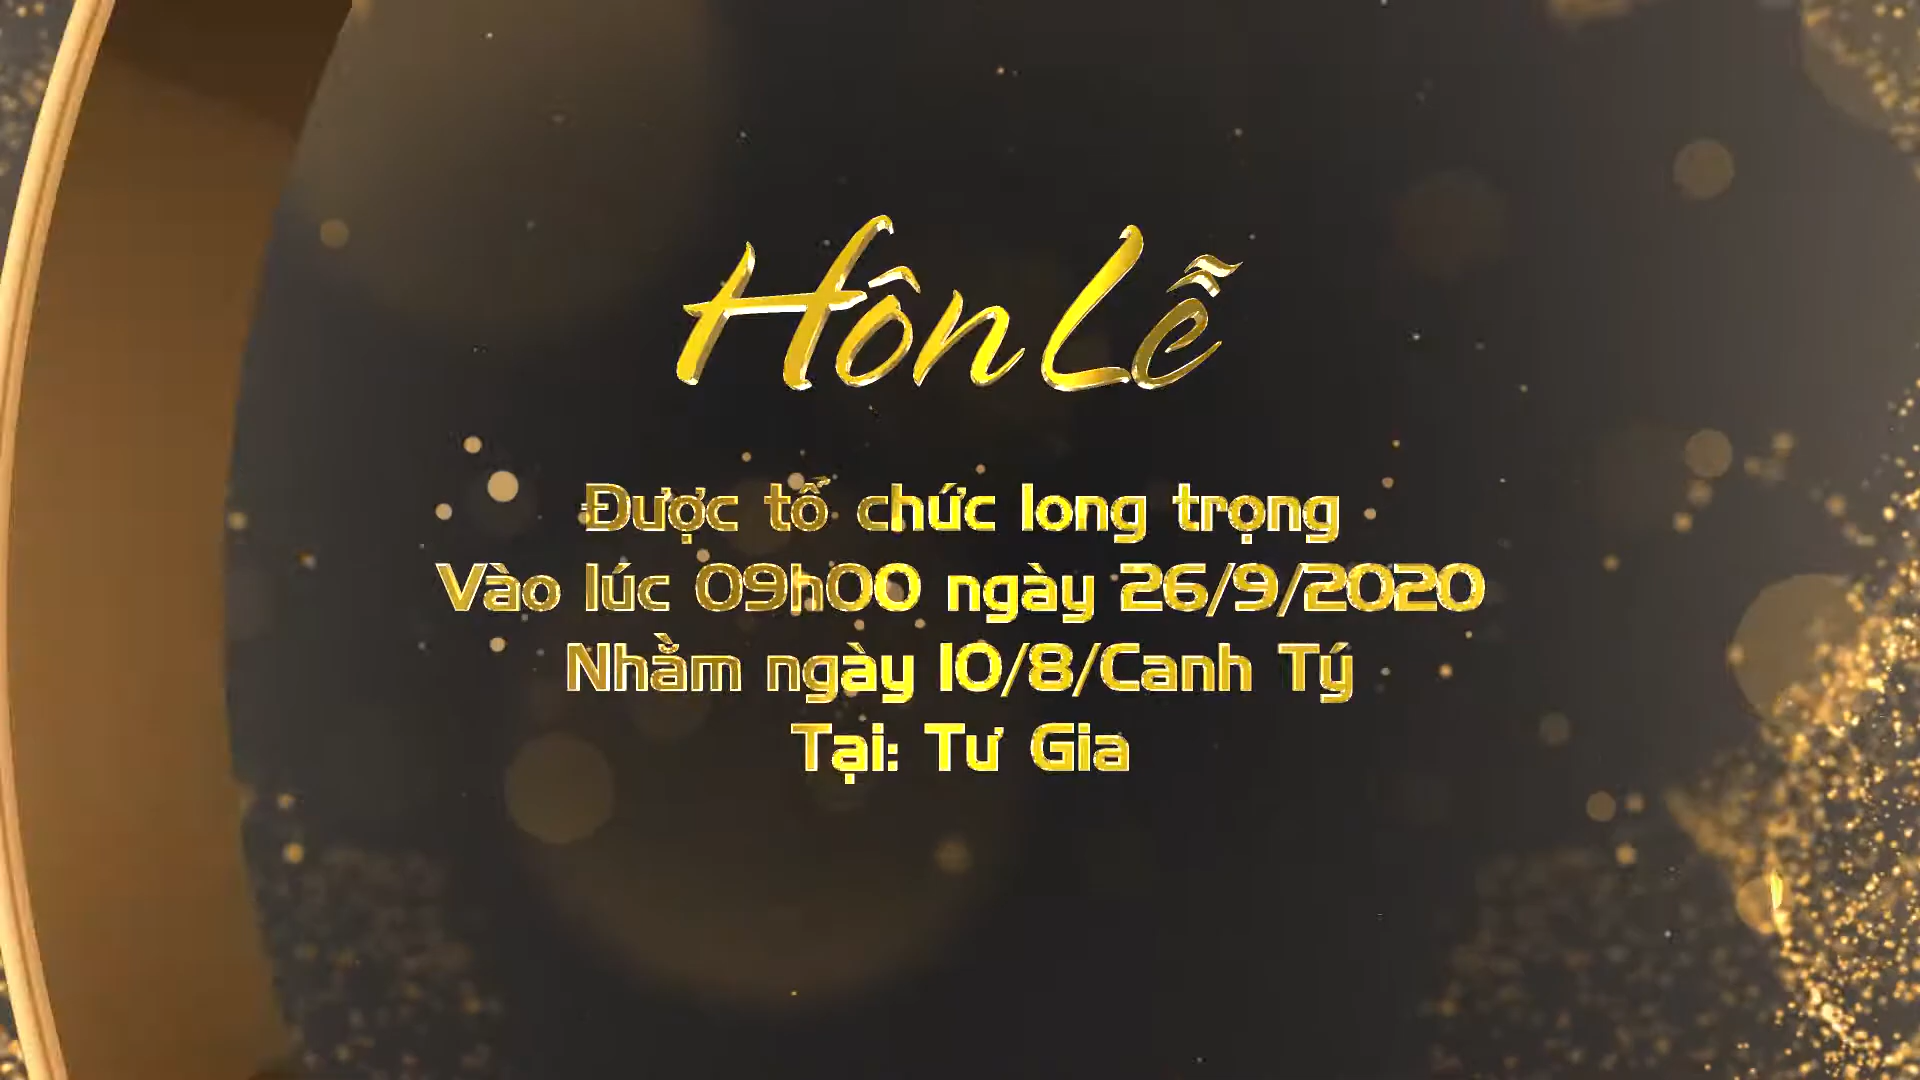 Hôn Lễ
Được tổ chức long trọng
Vào lúc 09h00 ngày 26/9/2020
Nhằm ngày 10/8/Canh Tý
Tại: Tư Gia